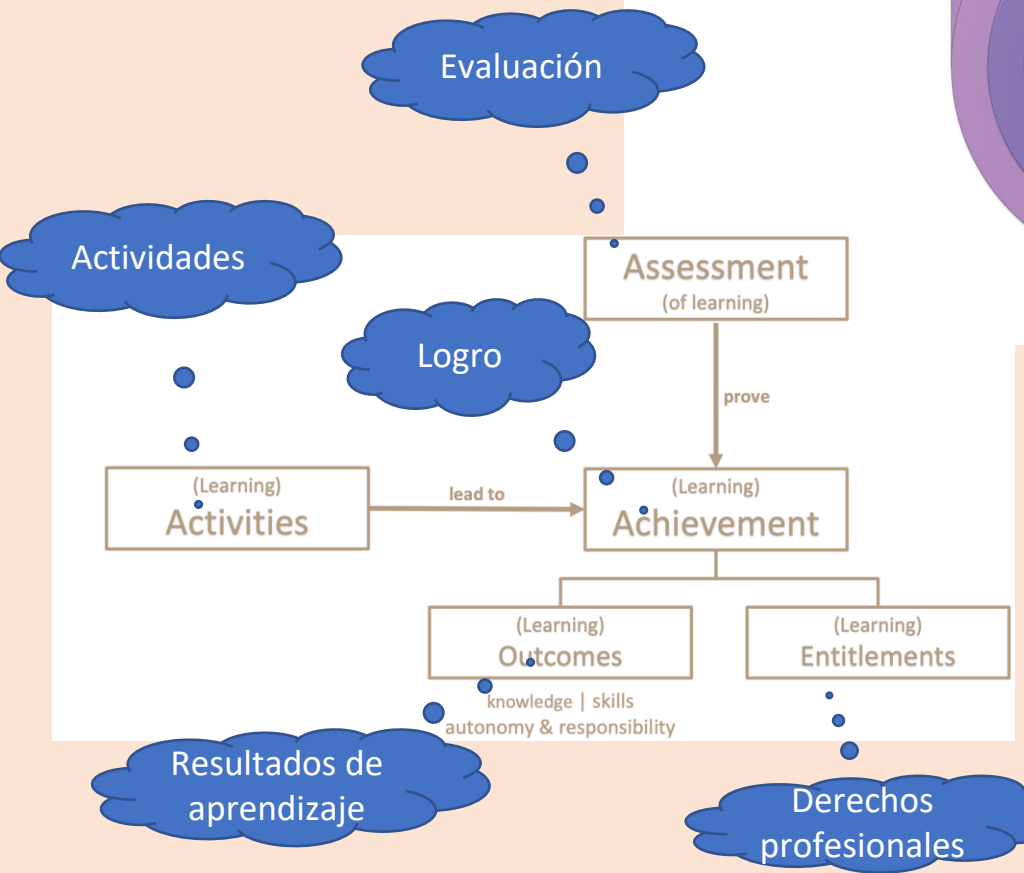 Evaluación
Actividades
Assessment
(of learning)
Logro
prove
(Learning)
Activities
lead to
(Learning)
Achievement
(Learning)
Outcomes
knowledge | skills
autonomy & responsibility
(Learning)
Entitlements
Resultados de
aprendizaje
Derechos
profesionales